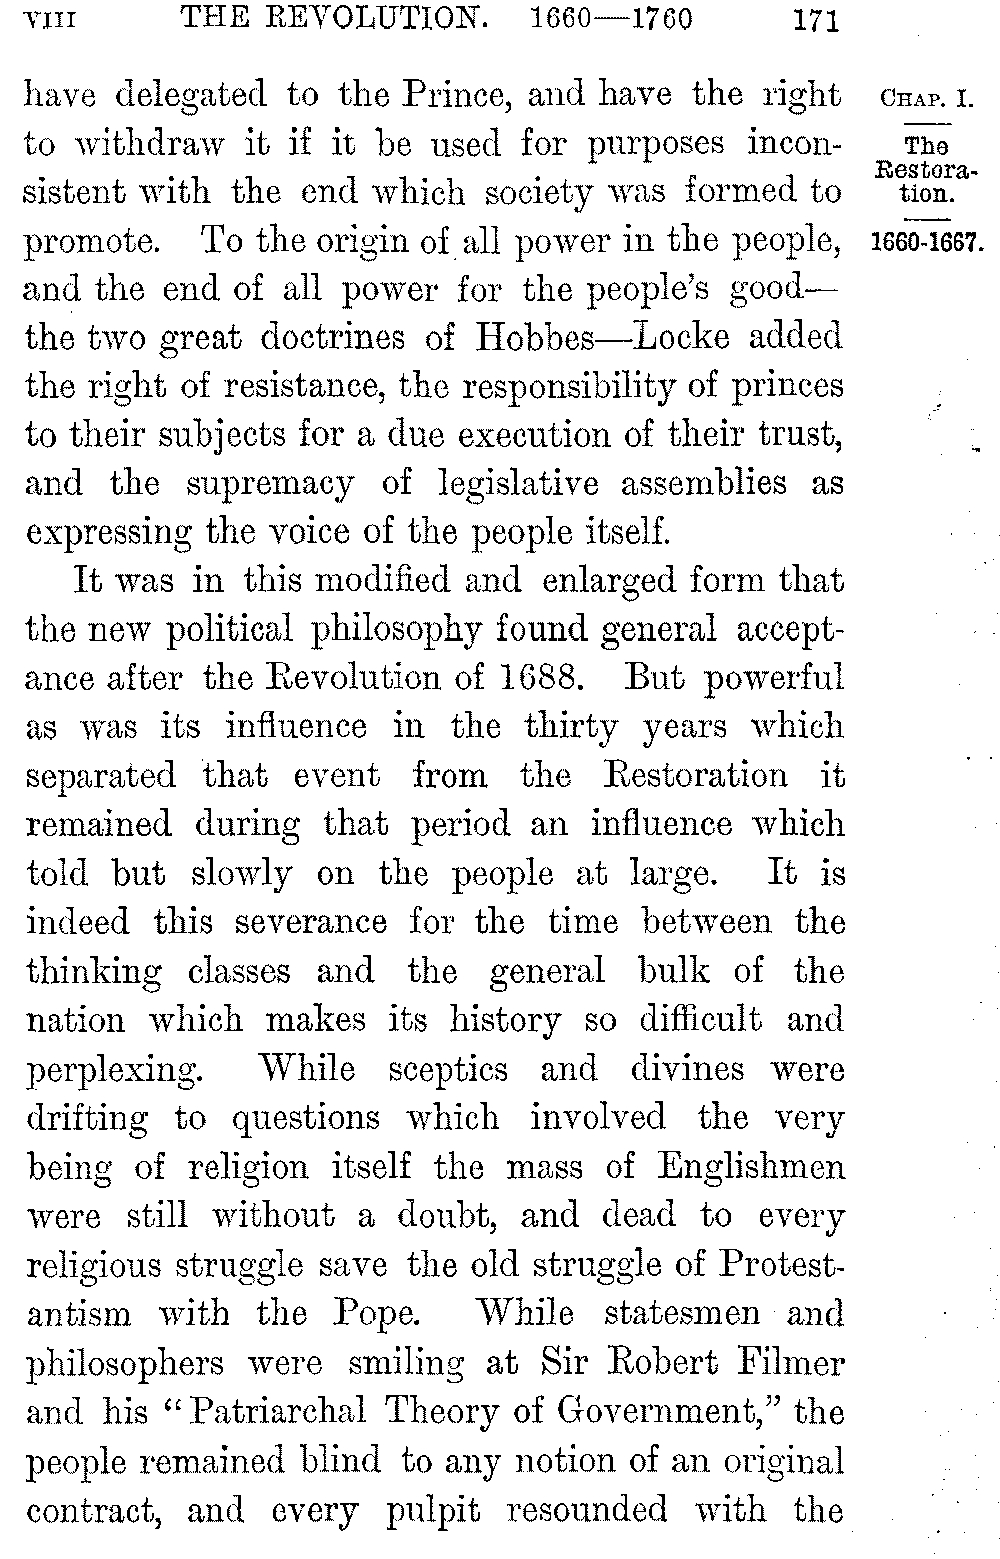 VIII THE REVOLUTION. 1660—1760 171
have delegated to the Prince, and have the right
to withdraw it if it be used for purposes incon-
sistent with the end which society was formed to
promote. To the origin of all power in the people,
and the end of all power for the people's good—
the two great doctrines of Hobbes—Locke added
the right of resistance, the responsibility of princes
to their subjects for a due execution of their trust,
and the supremacy of legislative assemblies as
expressing the voice of the people itself.
It was in this modified and enlarged form that
the new political philosophy found general accept-
ance after the Revolution of 1688. But powerful
as was its influence in the thirty years which
separated that event from the Restoration it
remained during that period an influence which
told but slowly on the people at large. It is
indeed this severance for the time between the
thinking classes and the general bulk of the
nation which makes its history so difficult and
perplexing. While sceptics and divines were
drifting to questions which involved the very
being of religion itself the mass of Englishmen
were still without a doubt, and dead to every
religious struggle save the old struggle of Protest-
antism with the Pope. While statesmen and
philosophers were smiling at Sir Robert Filmer
and his "Patriarchal Theory of Government," the
people remained blind to any notion of an original
contract, and every pulpit resounded with the
CHAP. I.
The
Restora-
tion.
1660-1667.